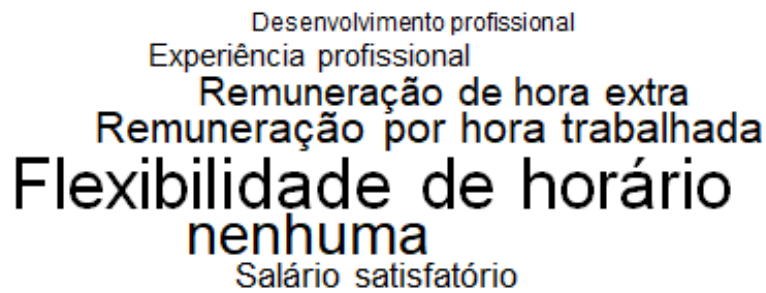 Desenvolvimento profissional
Experiência profissional
Remuneração de hora extra
Remuneração por hora trabalhada
Flexibilidade de horário
nenhuma
Salário satisfatório